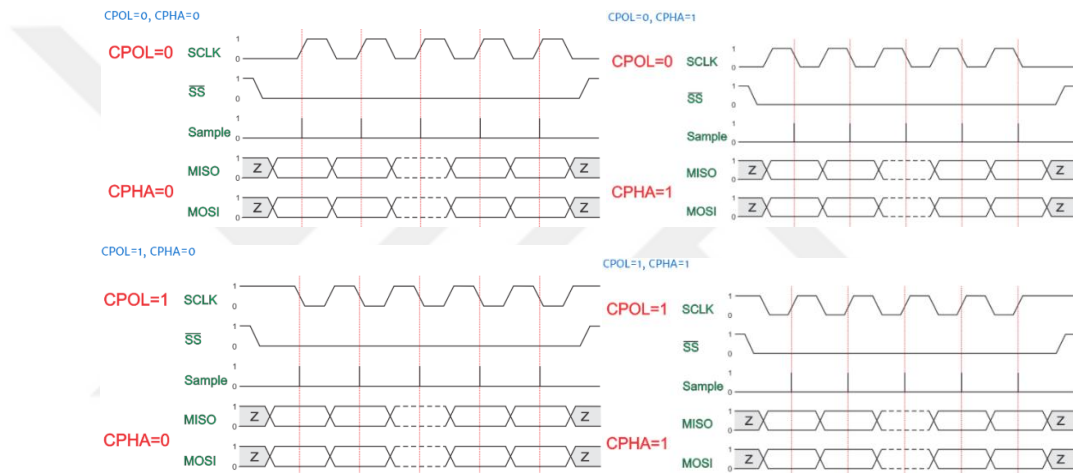 CPOL=0, CPHA=0
CPOL=0 SCLK 1 0
SS 1 0
Sample 1 0
MISO 1 0 Z Z
CPHA=0
MOSI 1 0 Z Z
CPOL=0, CPHA=1
CPOL=0 SCLK 1 0
SS 1 0
Sample 1 0
MISO 1 0 Z Z
CPHA=1
MOSI 1 0 Z Z
CPOL=1, CPHA=0
CPOL=1 SCLK 1 0
SS 1 0
Sample 1 0
MISO 1 0 Z Z
CPHA=0
MOSI 1 0 Z Z
CPOL=1, CPHA=1
CPOL=1 SCLK 1 0
SS 1 0
Sample 1 0
MISO 1 0 Z Z
CPHA=1
MOSI 1 0 Z Z